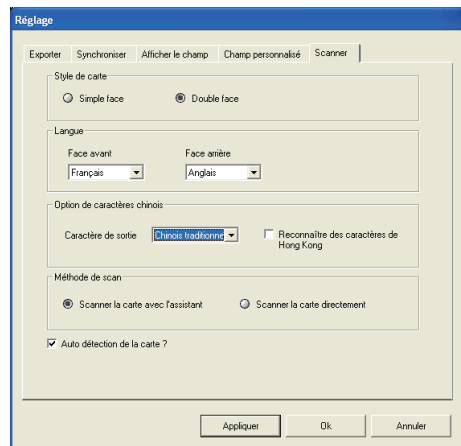 Réglage
Exporter Synchroniser Afficher le champ Champ personnalisé Scanner
Style de carte
Simple face Double face
Langue
Face avant Face arrière
Français Anglais
Option de caractères chinois
Caractère de sortie Chinois traditionne Reconnaître des caractères de
Hong Kong
Méthode de scan
Scanner la carte avec l'assistant Scanner la carte directement
Auto détection de la carte ?
Appliquer Ok Annuler